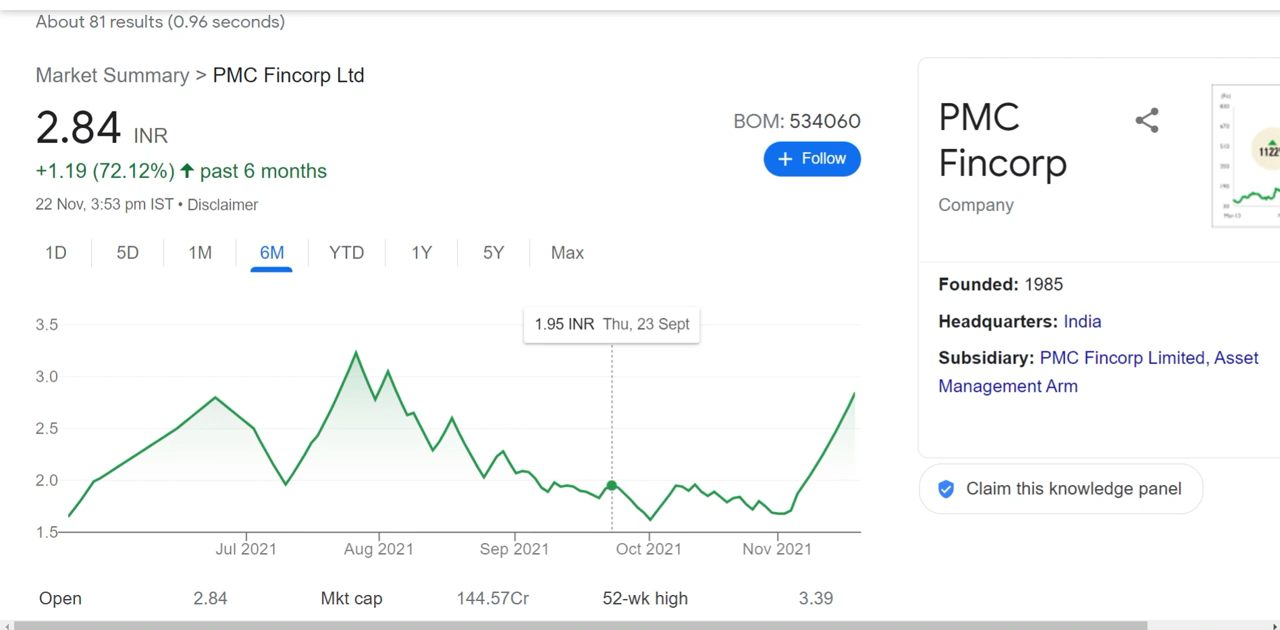 About 81 results (0.96 seconds)
Market Summary > PMC Fincorp Ltd
2.84 INR
+1.19 (72.12%) ↑ past 6 months
22 Nov, 3:53 pm IST • Disclaimer
BOM: 534060
+ Follow
1D 5D 1M 6M YTD 1Y 5Y Max
1.95 INR Thu, 23 Sept
3.5
3.0
2.5
2.0
1.5
Jul 2021 Aug 2021 Sep 2021 Oct 2021 Nov 2021
Open 2.84 Mkt cap 144.57Cr 52-wk high 3.39
PMC
Fincorp
Company
Founded: 1985
Headquarters: India
Subsidiary: PMC Fincorp Limited, Asset
Management Arm
Claim this knowledge panel